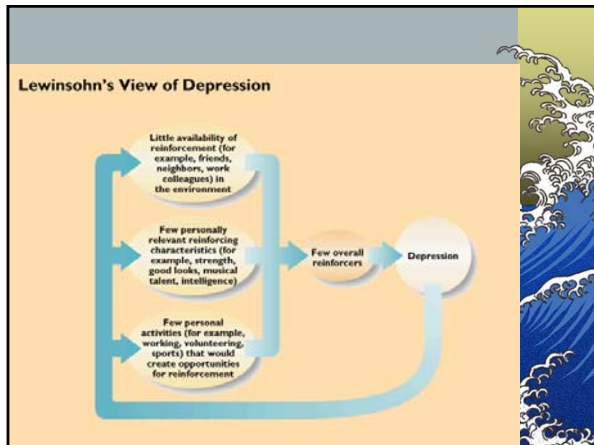 Lewinsohn's View of Depression
Little availability of
reinforcement (for
example, friends,
neighbors, work
colleagues) in
the environment
Few personally
relevant reinforcing
characteristics (for
example, strength,
good looks, musical
talent, intelligence)
Few personal
activities (for example,
working, volunteering,
sports) that would
create opportunities
for reinforcement
Few overall
reinforcers
Depression